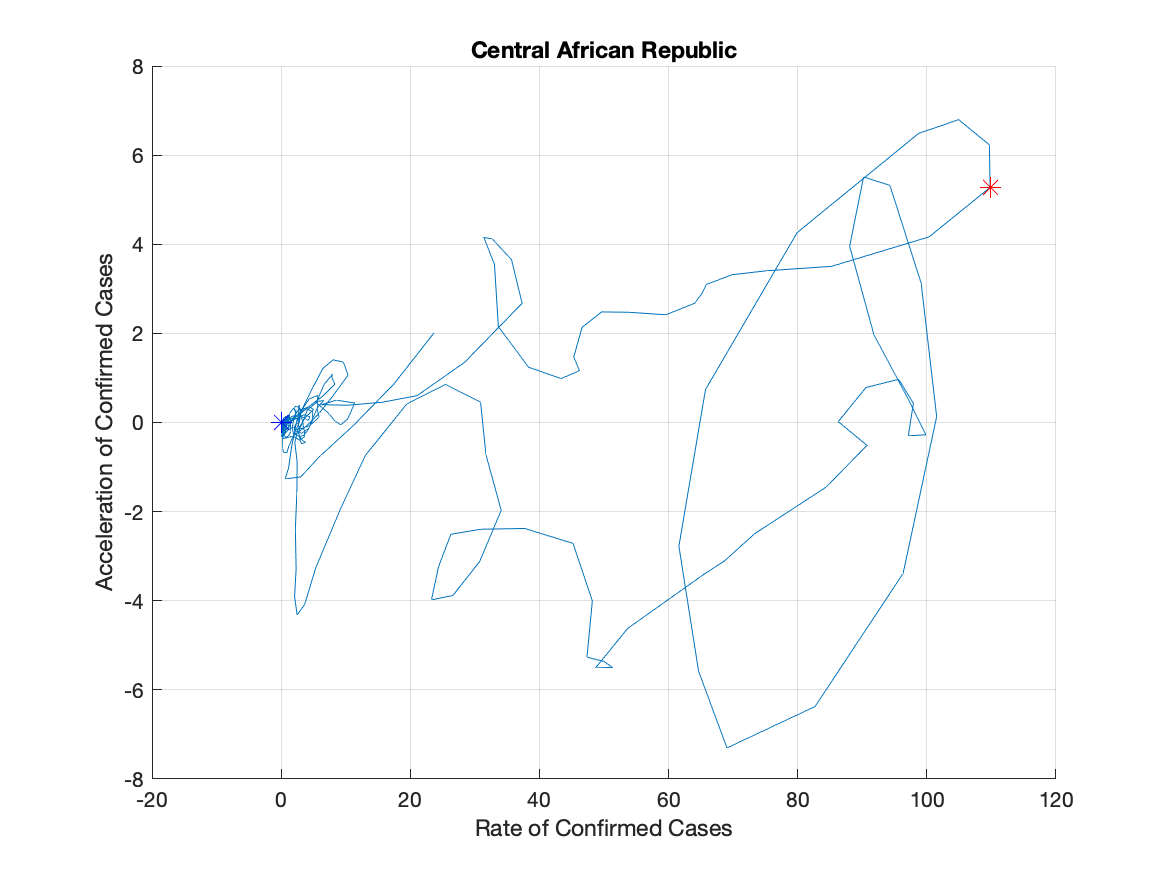 Central African Republic
8
6
4
2
0
-2
-4
-6
-8
Acceleration of Confirmed Cases
-20 0 20 40 60 80 100 120
Rate of Confirmed Cases